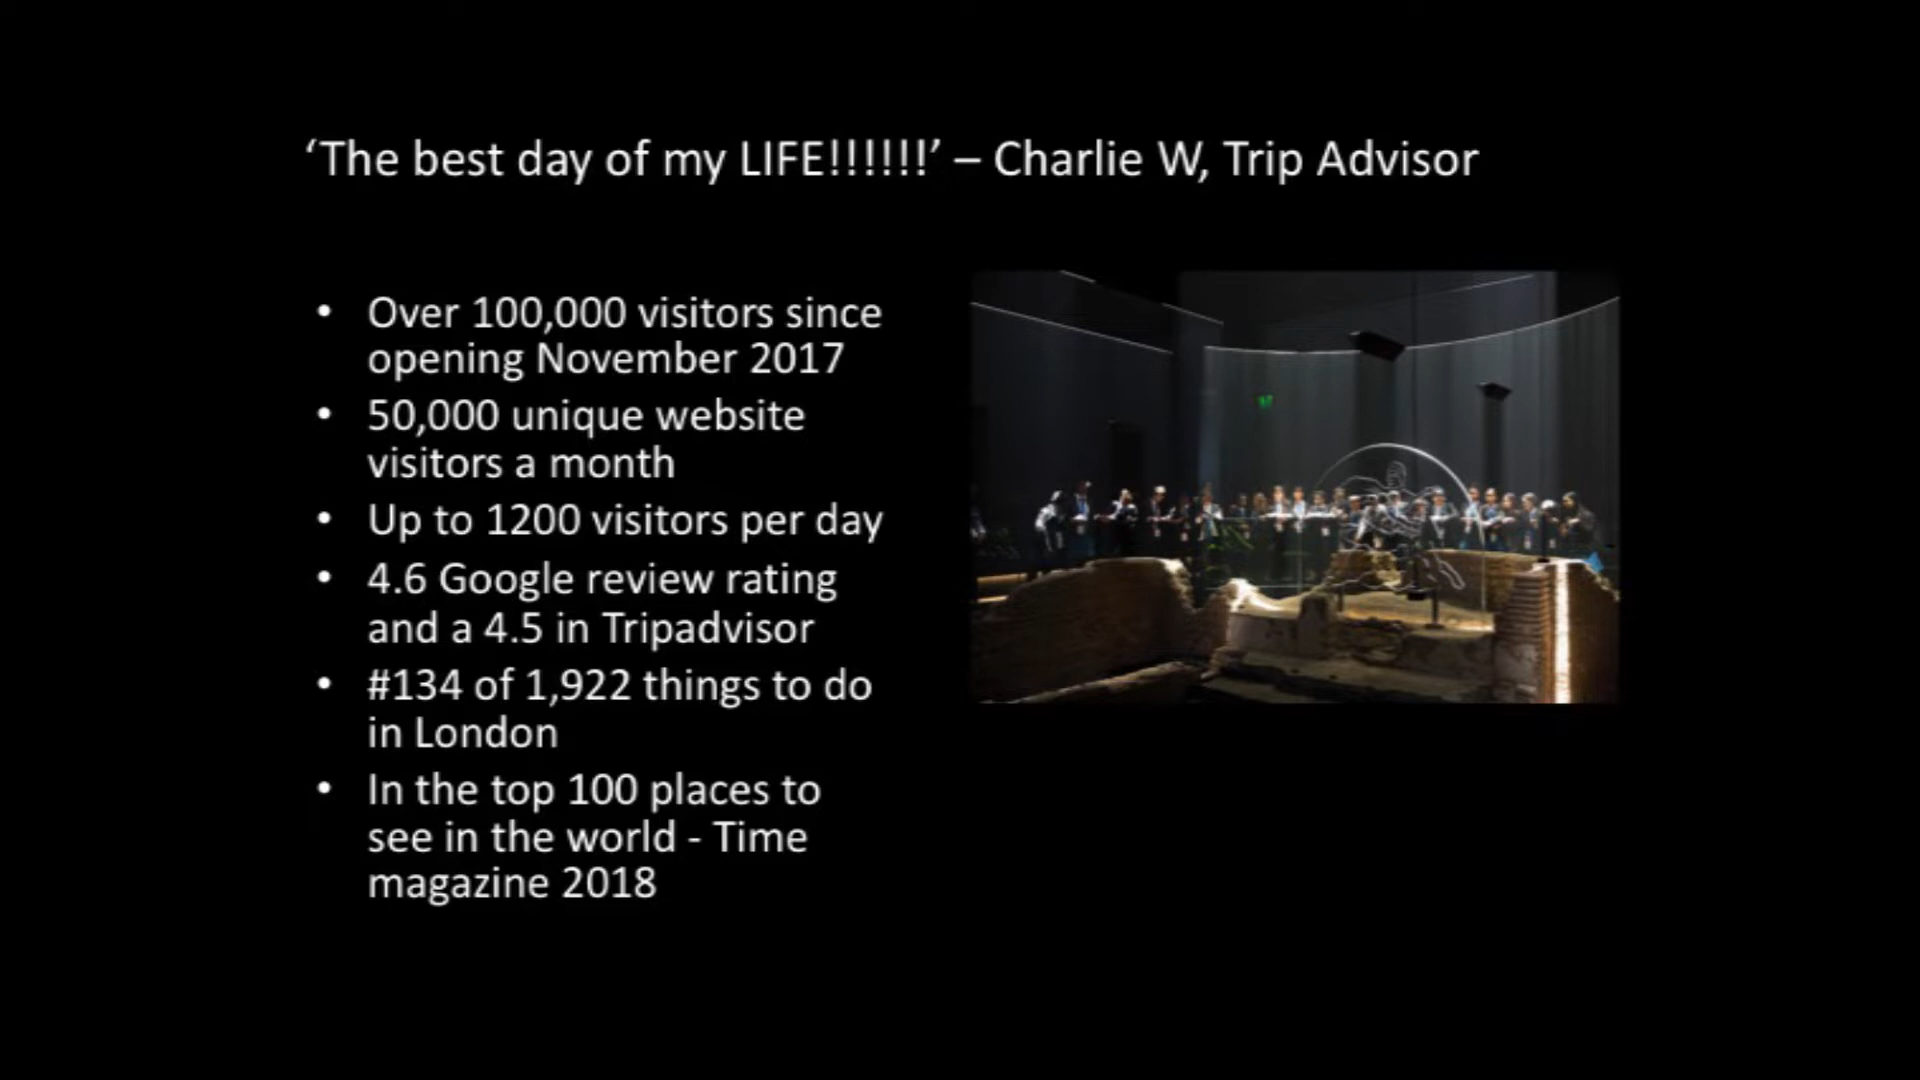 ‘The best day of my LIFE!!!!!!’ – Charlie W, Trip Advisor
• Over 100,000 visitors since
opening November 2017
• 50,000 unique website
visitors a month
• Up to 1200 visitors per day
• 4.6 Google review rating
and a 4.5 in Tripadvisor
• #134 of 1,922 things to do
in London
• In the top 100 places to
see in the world - Time
magazine 2018